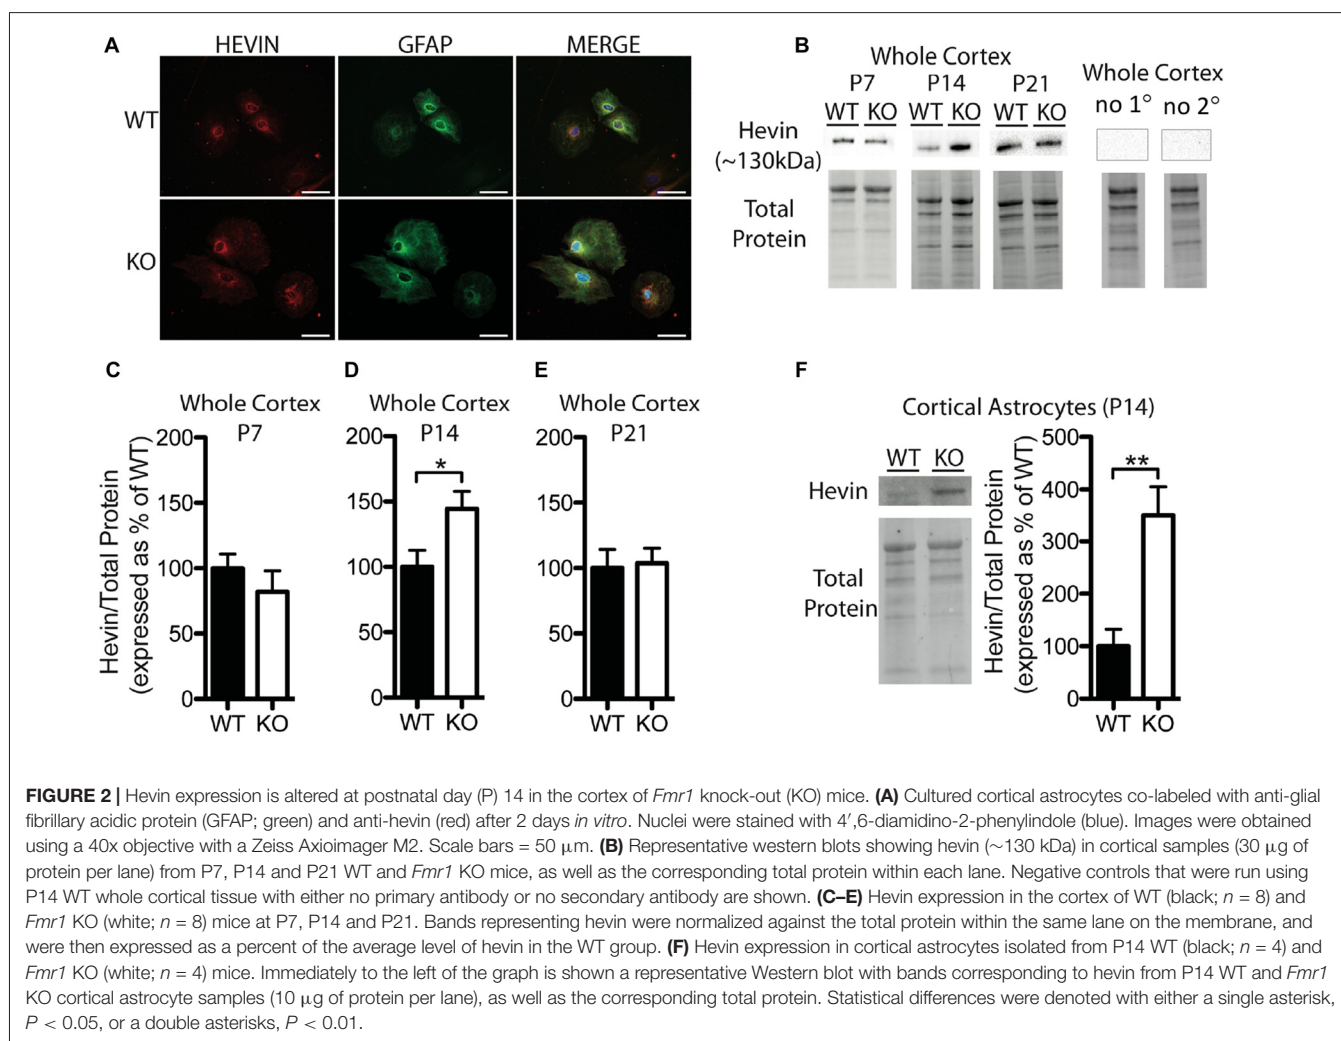 A
HEVIN
GFAP
MERGE
WT
KO
B
Whole Cortex
P7
P14
P21
WT KO
WT KO
WT KO
Whole Cortex
no 1°
no 2°
Hevin
(~130kDa)
Total
Protein
C
Whole Cortex
P7
Hevin/Total Protein
(expressed as % of WT)
200
150
100
50
0
WT KO
D
Whole Cortex
P14
200
150
100
50
0
*
WT KO
E
Whole Cortex
P21
200
150
100
50
0
WT KO
F
Cortical Astrocytes (P14)
WT KO
Hevin
Total
Protein
Hevin/Total Protein
(expressed as % of WT)
500
400
300
200
100
0
**
WT KO
FIGURE 2 | Hevin expression is altered at postnatal day (P) 14 in the cortex of Fmr1 knock-out (KO) mice. (A) Cultured cortical astrocytes co-labeled with anti-glial
fibrillary acidic protein (GFAP; green) and anti-hevin (red) after 2 days in vitro. Nuclei were stained with 4′,6-diamidino-2-phenylindole (blue). Images were obtained
using a 40x objective with a Zeiss Axioimager M2. Scale bars = 50 μm. (B) Representative western blots showing hevin (∼130 kDa) in cortical samples (30 μg of
protein per lane) from P7, P14 and P21 WT and Fmr1 KO mice, as well as the corresponding total protein within each lane. Negative controls that were run using
P14 WT whole cortical tissue with either no primary antibody or no secondary antibody are shown. (C–E) Hevin expression in the cortex of WT (black; n = 8) and
Fmr1 KO (white; n = 8) mice at P7, P14 and P21. Bands representing hevin were normalized against the total protein within the same lane on the membrane, and
were then expressed as a percent of the average level of hevin in the WT group. (F) Hevin expression in cortical astrocytes isolated from P14 WT (black; n = 4) and
Fmr1 KO (white; n = 4) mice. Immediately to the left of the graph is shown a representative Western blot with bands corresponding to hevin from P14 WT and Fmr1
KO cortical astrocyte samples (10 μg of protein per lane), as well as the corresponding total protein. Statistical differences were denoted with either a single asterisk,
P < 0.05, or a double asterisks, P < 0.01.